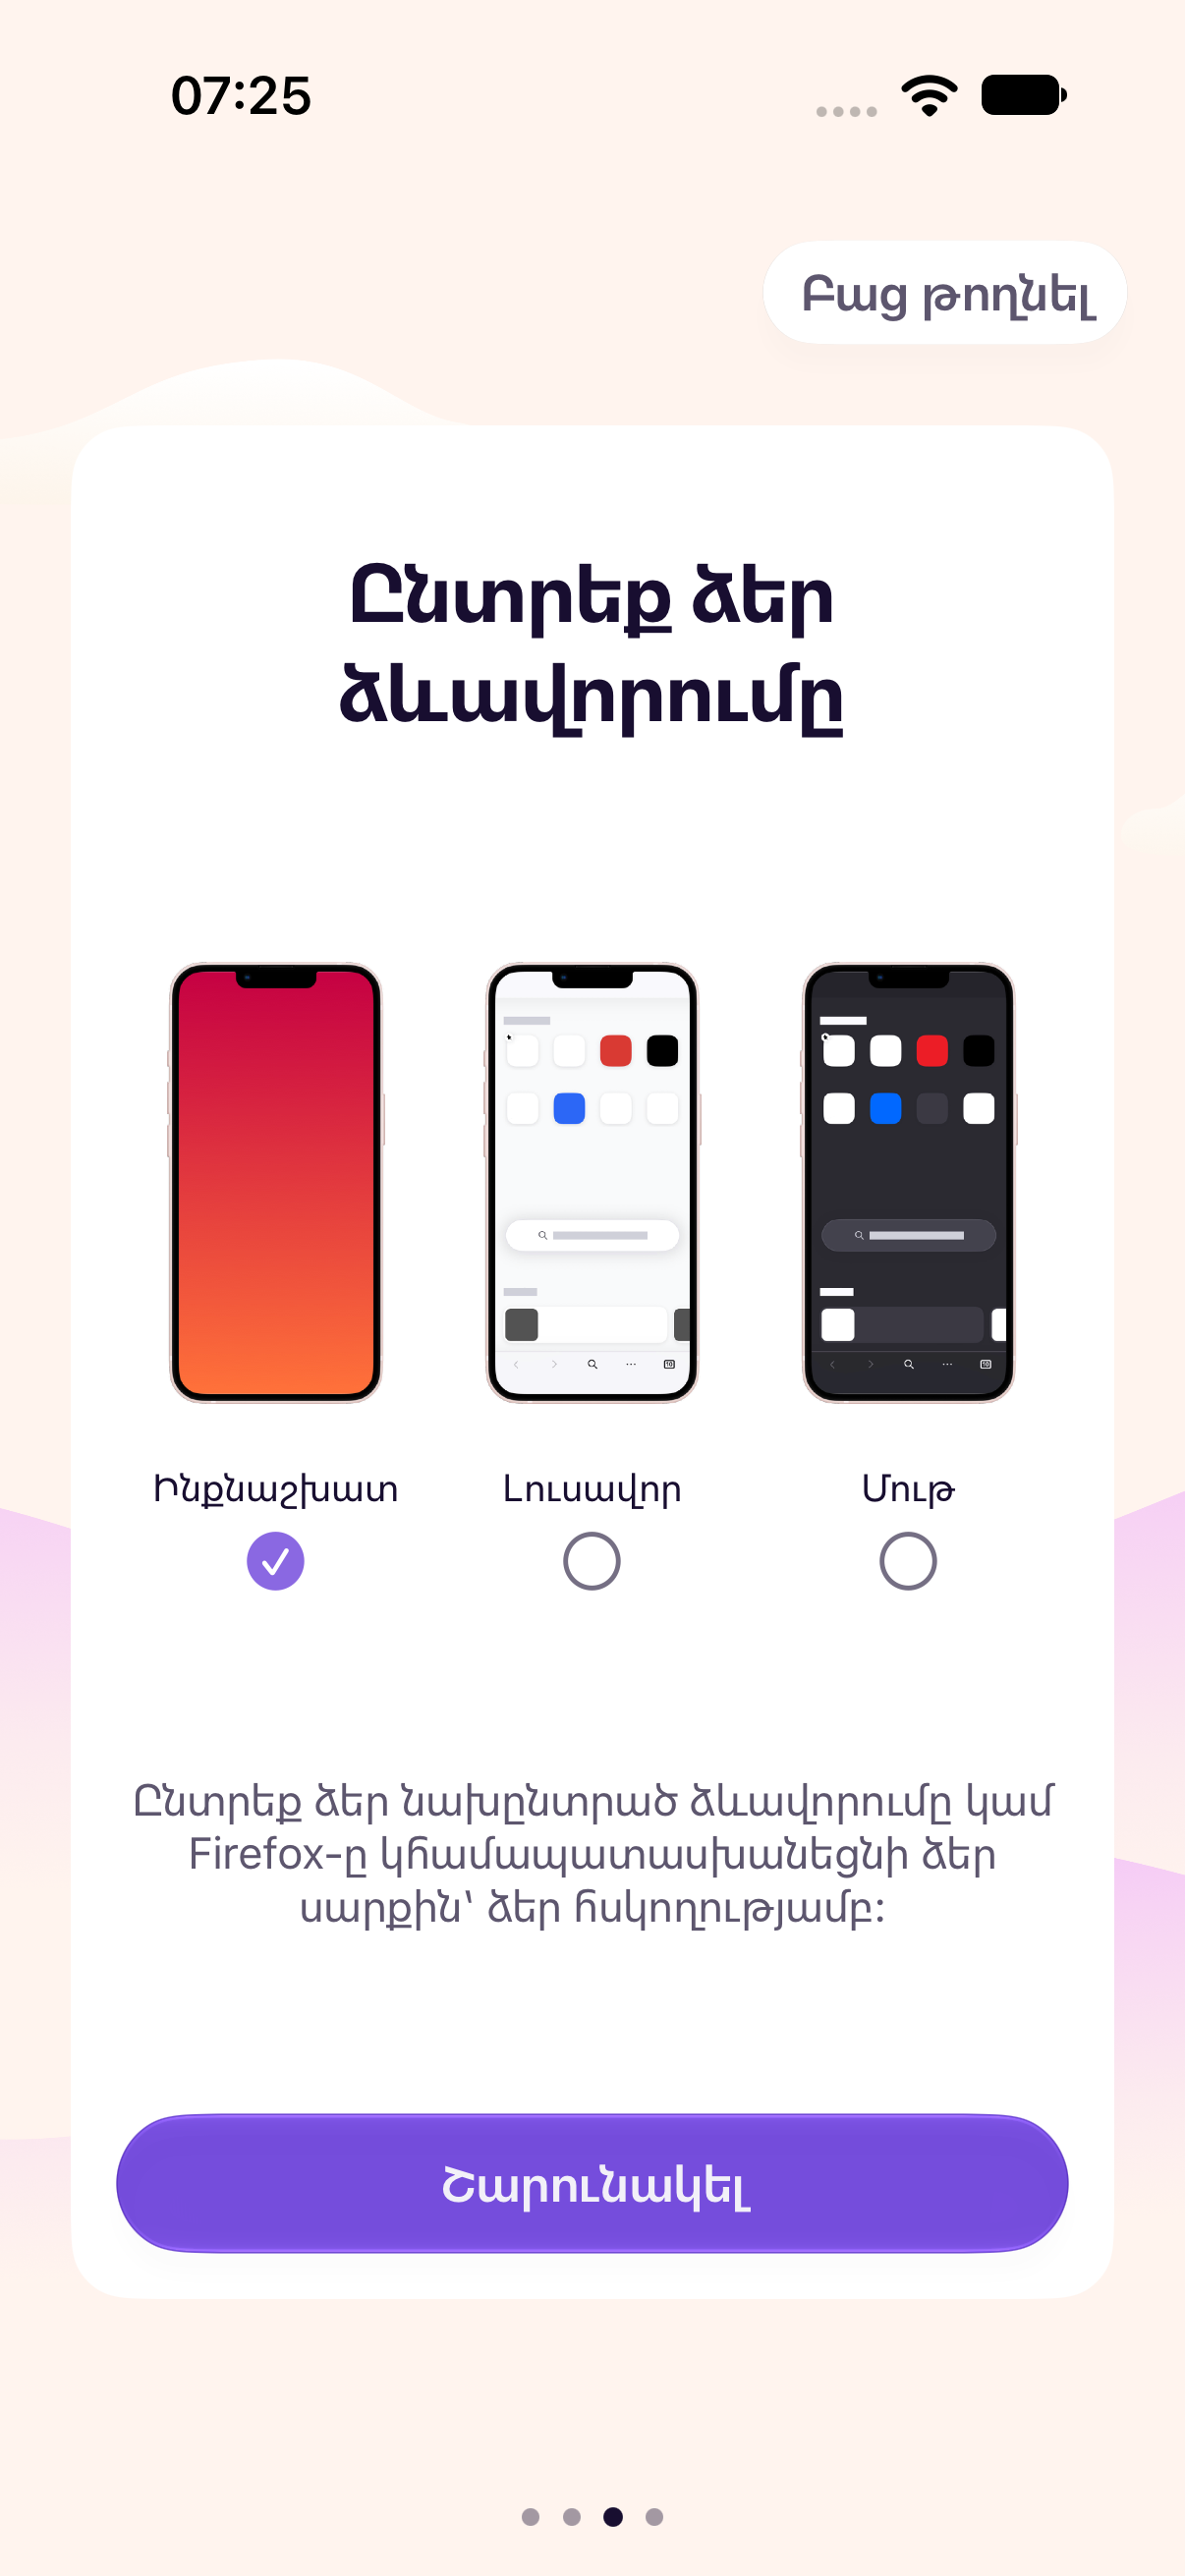 07:25
Բաց թողնել
Ընտրեք ձեր
ձևավորումը
Ինքնաշխատ
Լուսավոր
Մութ
Ընտրեք ձեր նախընտրած ձևավորումը կամ
Firefox-ը կհամապատասխանեցնի ձեր
սարքին՝ ձեր հսկողությամբ:
Շարունակել